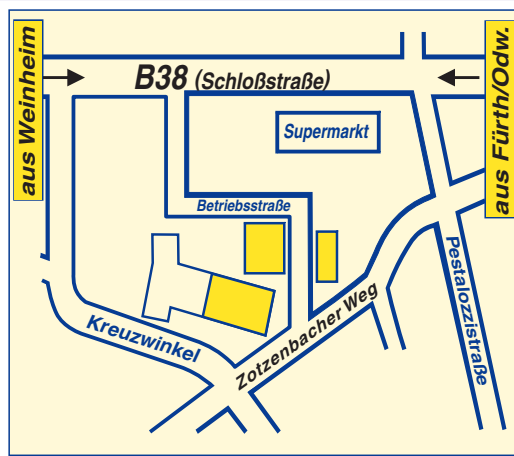 aus Weinheim
B38 (Schloßstraße)
aus Fürth/Odw.
Supermarkt
Betriebsstraße
Kreuzwinkel
Zotzenbacher Weg
Pestalozzistraße